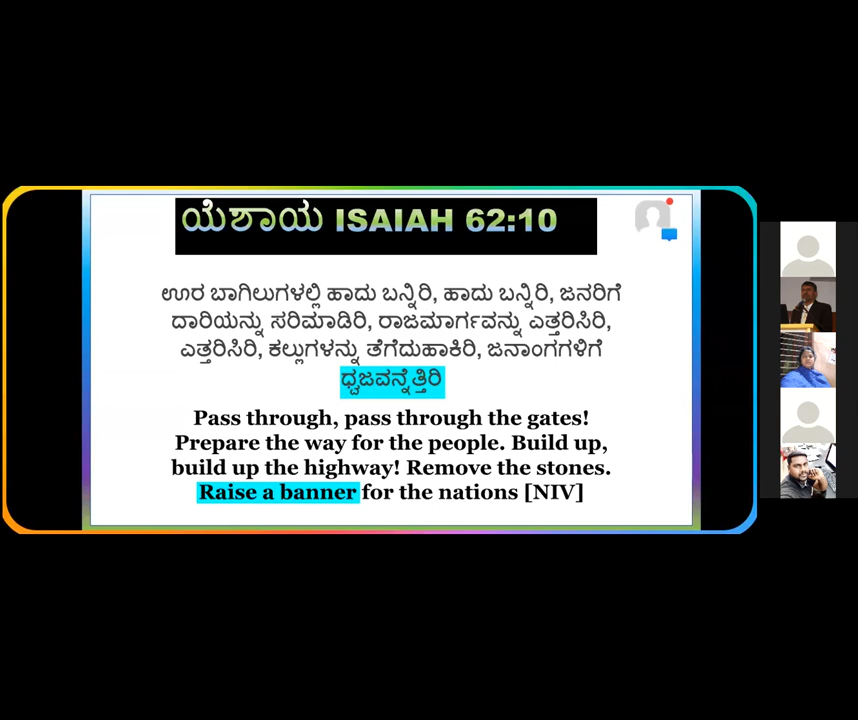 ಯೆಶಾಯ ISAIAH 62:10
ಊರ ಬಾಗಿಲುಗಳಲ್ಲಿ ಹಾದು ಬನ್ನಿರಿ, ಹಾದು ಬನ್ನಿರಿ, ಜನರಿಗೆ
ದಾರಿಯನ್ನು ಸರಿಮಾಡಿರಿ, ರಾಜಮಾರ್ಗವನ್ನು ಎತ್ತರಿಸಿರಿ,
ಎತ್ತರಿಸಿರಿ, ಕಲ್ಲುಗಳನ್ನು ತೆಗೆದುಹಾಕಿರಿ, ಜನಾಂಗಗಳಿಗೆ
ಧ್ವಜವನ್ನೆತ್ತಿರಿ
Pass through, pass through the gates!
Prepare the way for the people. Build up,
build up the highway! Remove the stones.
Raise a banner for the nations [NIV]